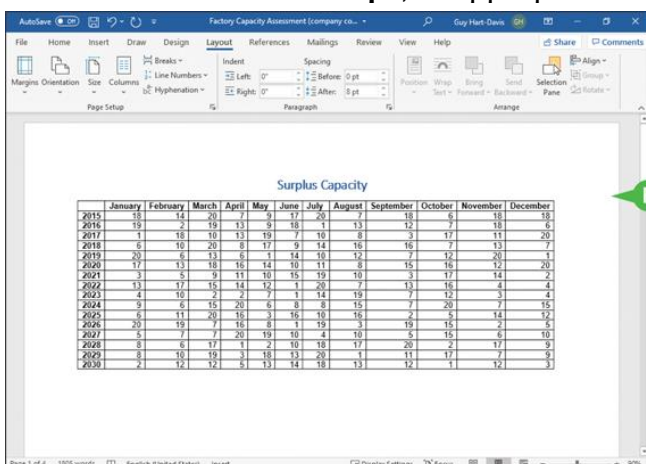 AutoSave Off Factory Capacity Assessment (company co... Guy Hart-Davis GH
File Home Insert Draw Design Layout References Mailings Review View Help Share Comments
Margins Orientation Size Columns Breaks Line Numbers Hyphenation Indent Left: 0" Right: 0" Spacing Before: 0 pt After: 8 pt Position Wrap Text Bring Forward Send Backward Selection Pane Align Group Rotate
Page Setup Paragraph Arrange
Surplus Capacity
January February March April May June July August September October November December
2015 18 14 20 7 9 17 20 7 18 6 18 18
2016 19 2 19 13 9 18 1 13 12 7 18 6
2017 1 18 10 13 19 7 10 8 3 17 11 20
2018 6 10 20 8 17 9 14 16 16 7 13 7
2019 20 6 13 6 1 14 10 12 7 12 20 1
2020 17 13 18 16 14 10 11 8 15 16 12 20
2021 3 5 9 11 10 15 19 10 3 17 14 2
2022 13 17 15 14 12 1 20 7 13 16 4 4
2023 4 10 2 2 7 1 14 19 7 12 3 4
2024 9 6 15 20 6 8 8 15 7 20 7 15
2025 6 11 20 16 3 16 10 16 2 5 14 12
2026 20 19 7 16 8 1 19 3 19 15 2 5
2027 5 7 7 20 19 10 4 10 5 15 6 10
2028 8 6 17 1 2 10 18 17 20 2 17 9
2029 8 10 19 3 18 13 20 1 11 17 7 9
2030 2 12 12 5 13 14 18 13 12 1 12 3
Page 1 of 4 1505 words English (United States) Insert Display Settings Focus 90%